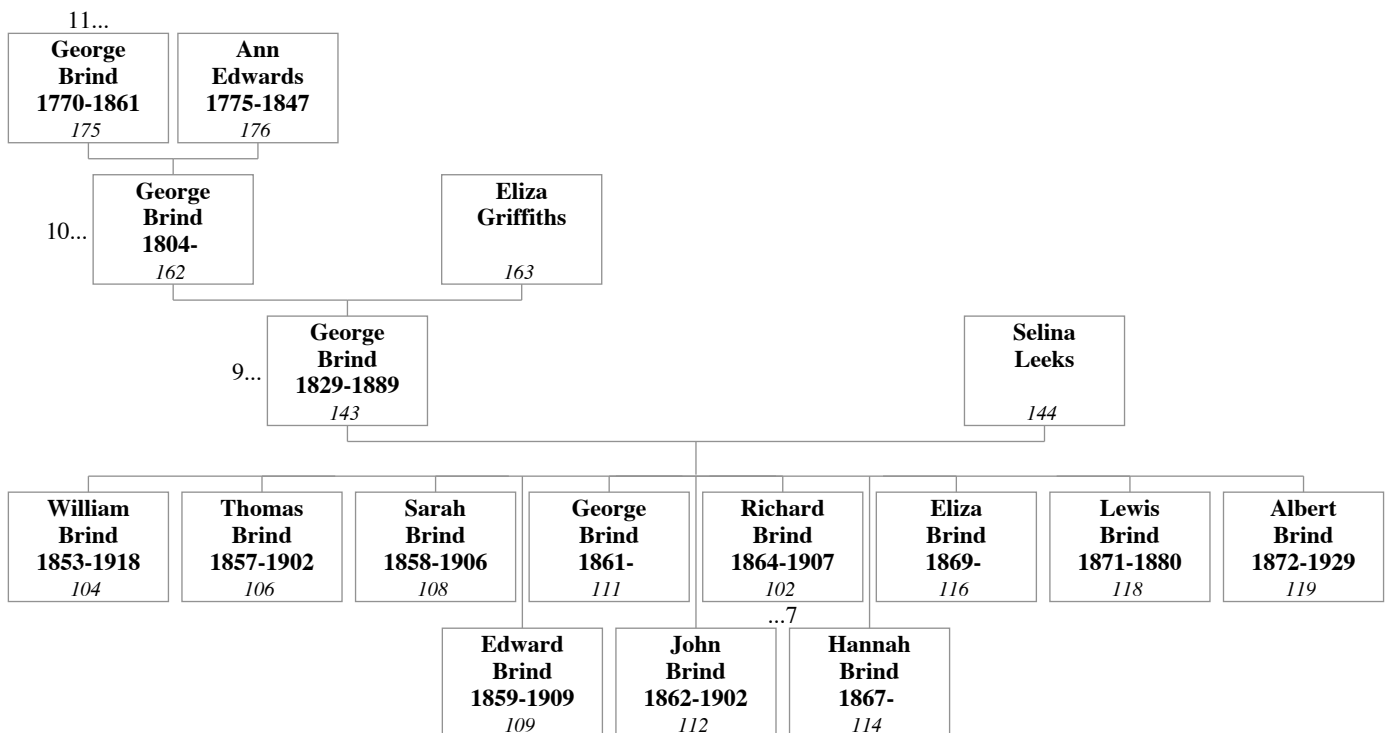 11...
George
Brind
1770-1861
175
Ann
Edwards
1775-1847
176
10...
George
Brind
1804-
162
Eliza
Griffiths
163
9...
George
Brind
1829-1889
143
Selina
Leeks
144
William
Brind
1853-1918
104
Thomas
Brind
1857-1902
106
Sarah
Brind
1858-1906
108
George
Brind
1861-
111
Richard
Brind
1864-1907
102
...7
Eliza
Brind
1869-
116
Lewis
Brind
1871-1880
118
Albert
Brind
1872-1929
119
Edward
Brind
1859-1909
109
John
Brind
1862-1902
112
Hannah
Brind
1867-
114